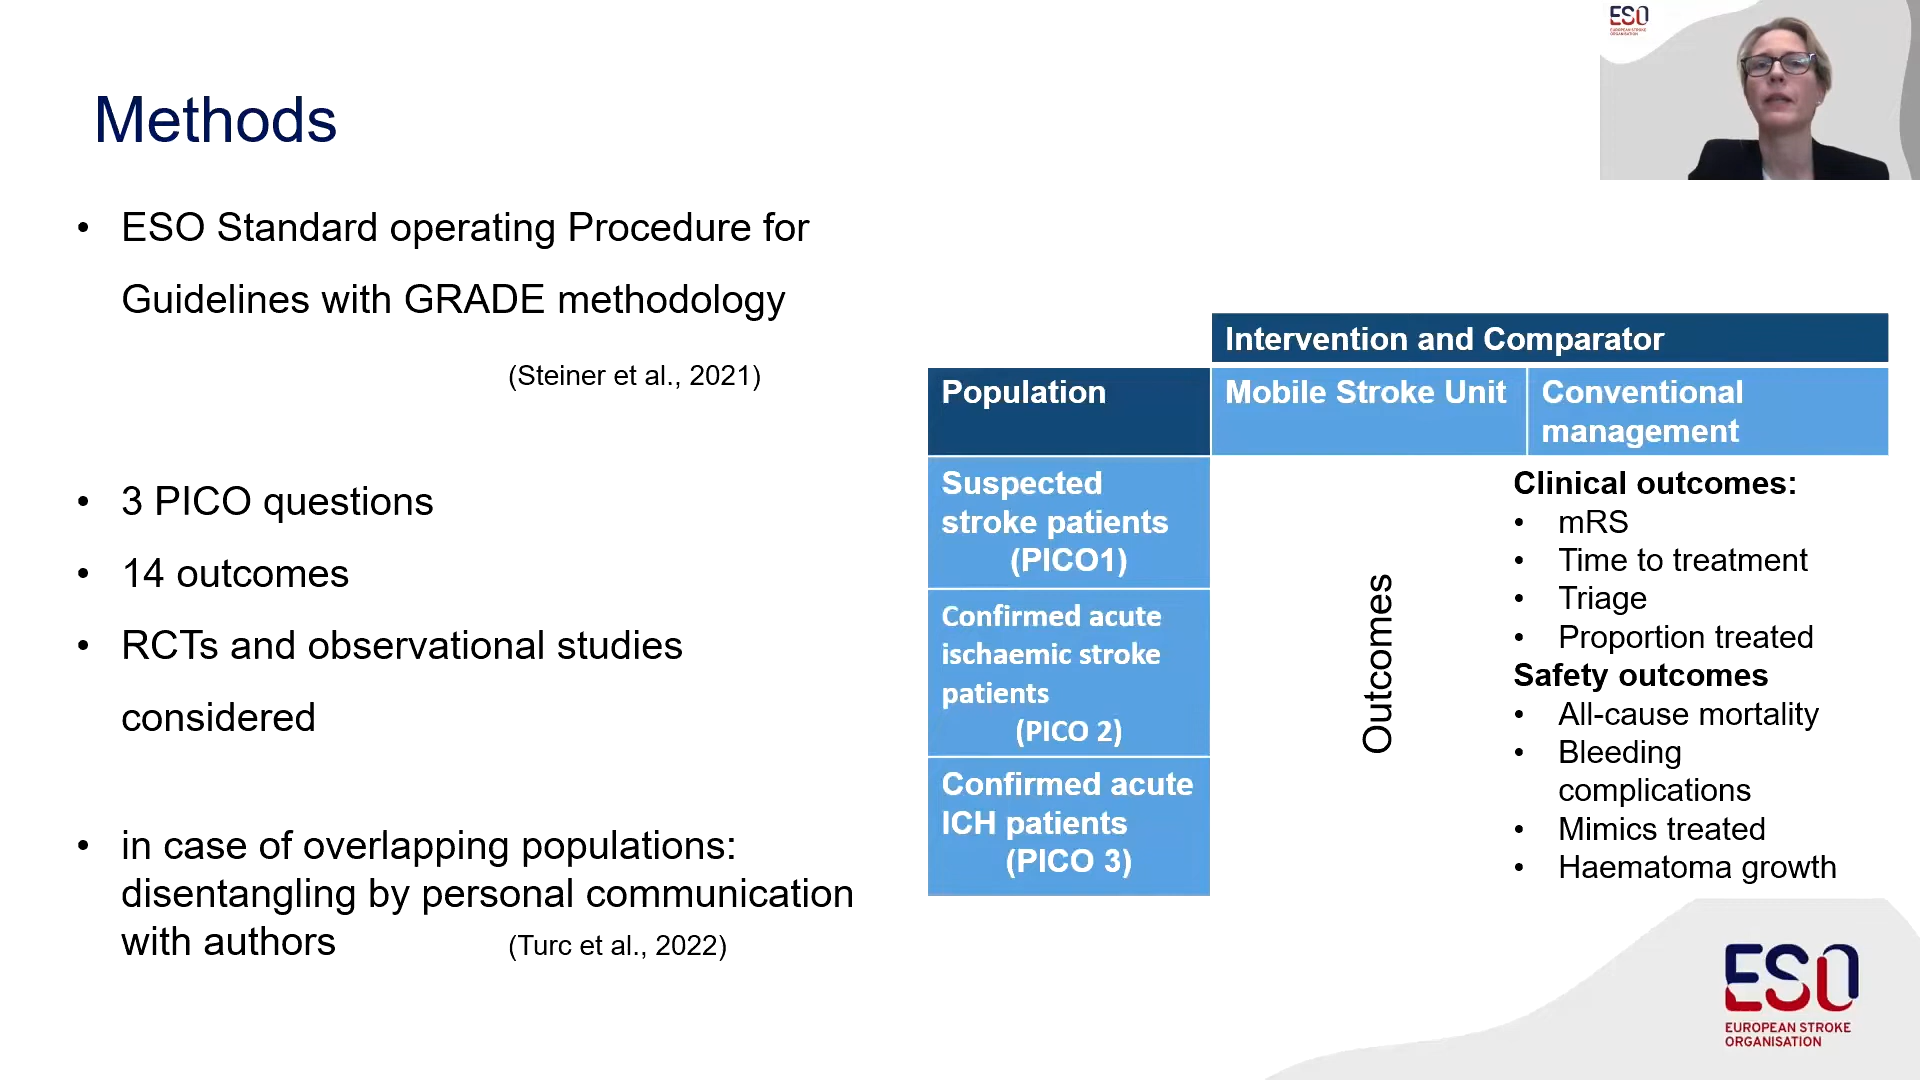 ESO
EUROPEAN STROKE
ORGANISATION
Methods
• ESO Standard operating Procedure for
Guidelines with GRADE methodology
(Steiner et al., 2021)
• 3 PICO questions
• 14 outcomes
• RCTs and observational studies
considered
• in case of overlapping populations:
disentangling by personal communication
with authors (Turc et al., 2022)
Intervention and Comparator
Population
Mobile Stroke Unit
Conventional
management
Suspected
stroke patients
(PICO1)
Confirmed acute
ischaemic stroke
patients
(PICO 2)
Confirmed acute
ICH patients
(PICO 3)
Outcomes
Clinical outcomes:
• mRS
• Time to treatment
• Triage
• Proportion treated
Safety outcomes
• All-cause mortality
• Bleeding
complications
• Mimics treated
• Haematoma growth
ESO
EUROPEAN STROKE
ORGANISATION